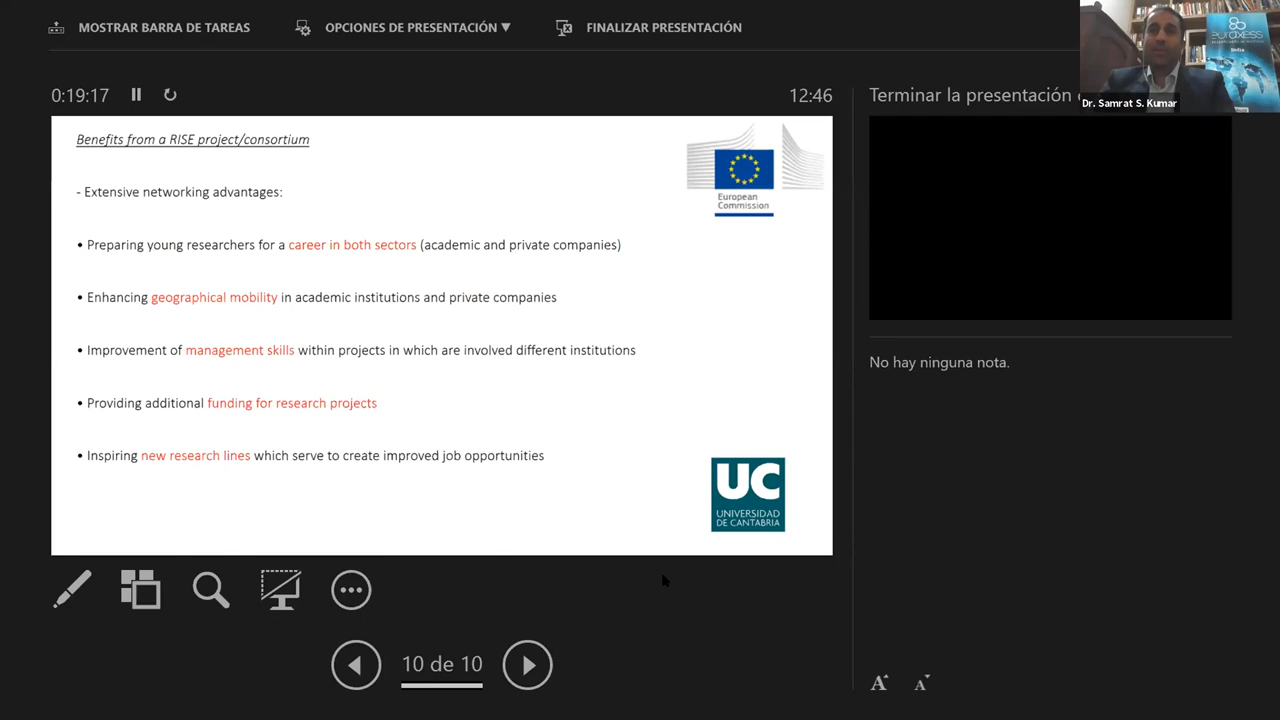 MOSTRAR BARRA DE TAREAS
OPCIONES DE PRESENTACIÓN ▼
FINALIZAR PRESENTACIÓN
euraxess
India
Dr. Samrat S. Kumar
0:19:17
12:46
Terminar la presentación
Benefits from a RISE project/consortium
- Extensive networking advantages:
• Preparing young researchers for a career in both sectors (academic and private companies)
• Enhancing geographical mobility in academic institutions and private companies
• Improvement of management skills within projects in which are involved different institutions
• Providing additional funding for research projects
• Inspiring new research lines which serve to create improved job opportunities
European
Commission
UC
UNIVERSIDAD
DE CANTABRIA
No hay ninguna nota.
10 de 10
A A